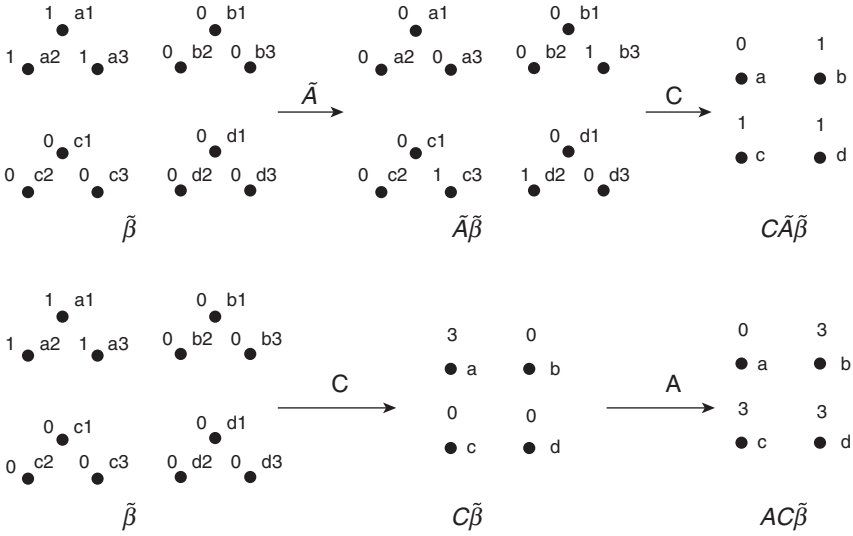 1 a1 0 b1 0 a1 0 b1
1 a2 1 a3 0 b2 0 b3 Ã 0 a2 0 a3 0 b2 1 b3 C 0 a 1 b
0 c1 0 d1 0 c1 0 d1 1 c 1 d
0 c2 0 c3 0 d2 0 d3 0 c2 1 c3 1 d2 0 d3
β̃ Ãβ̃ CÃβ̃
1 a1 0 b1
1 a2 1 a3 0 b2 0 b3 C 3 a 0 b A 0 a 3 b
0 c1 0 d1 0 c 0 d 3 c 3 d
0 c2 0 c3 0 d2 0 d3
β̃ Cβ̃ ACβ̃